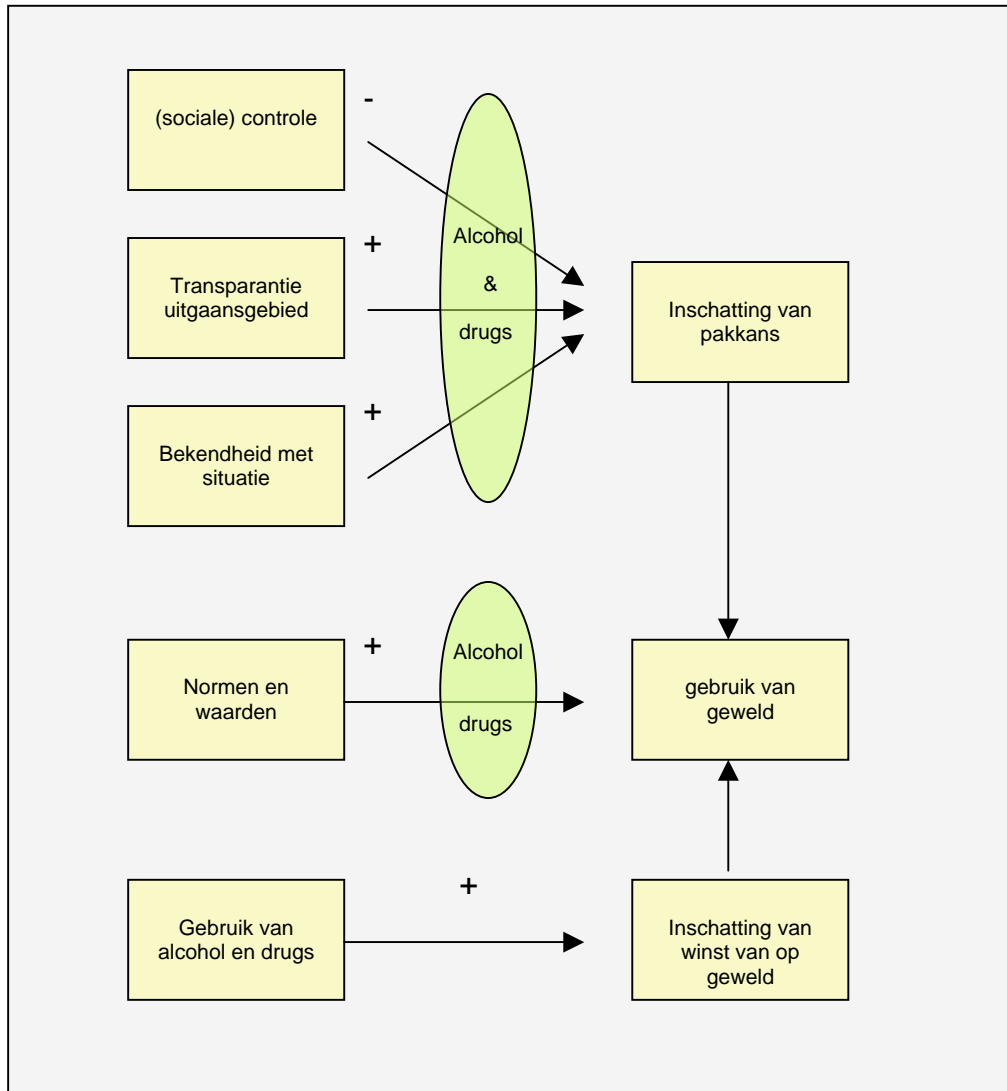 (sociale) controle
-
Transparantie
uitgaansgebied
+
Bekendheid met
situatie
+
Alcohol
&
drugs
Inschatting van
pakkans
Normen en
waarden
+
Alcohol
drugs
gebruik van
geweld
Gebruik van
alcohol en drugs
+
Inschatting van
winst van op
geweld